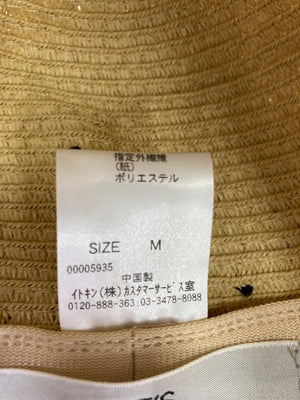 指定外繊維
(紙)
ポリエステル
SIZE M
00005935
中国製
イトキン(株)カスタマーサービス室
0120-888-363:03-3478-8088